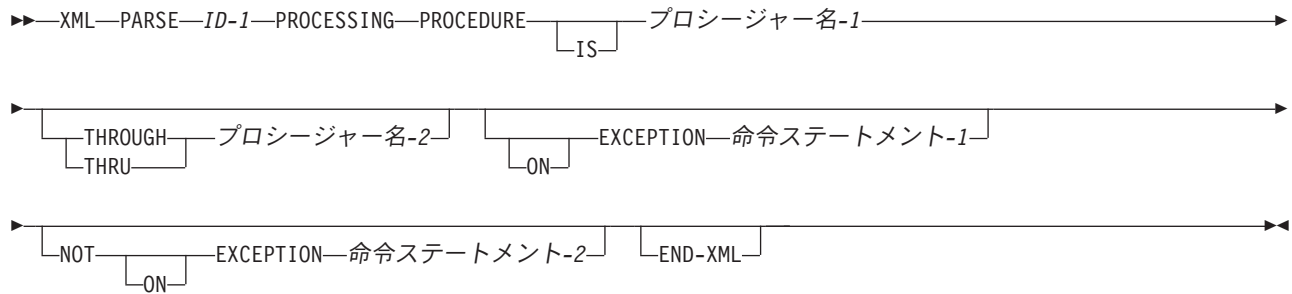 XML PARSE ID-1 PROCESSING PROCEDURE プロシージャー名-1
IS
THROUGH プロシージャー名-2 EXCEPTION 命令ステートメント-1
THRU ON
NOT EXCEPTION 命令ステートメント-2 END-XML
ON